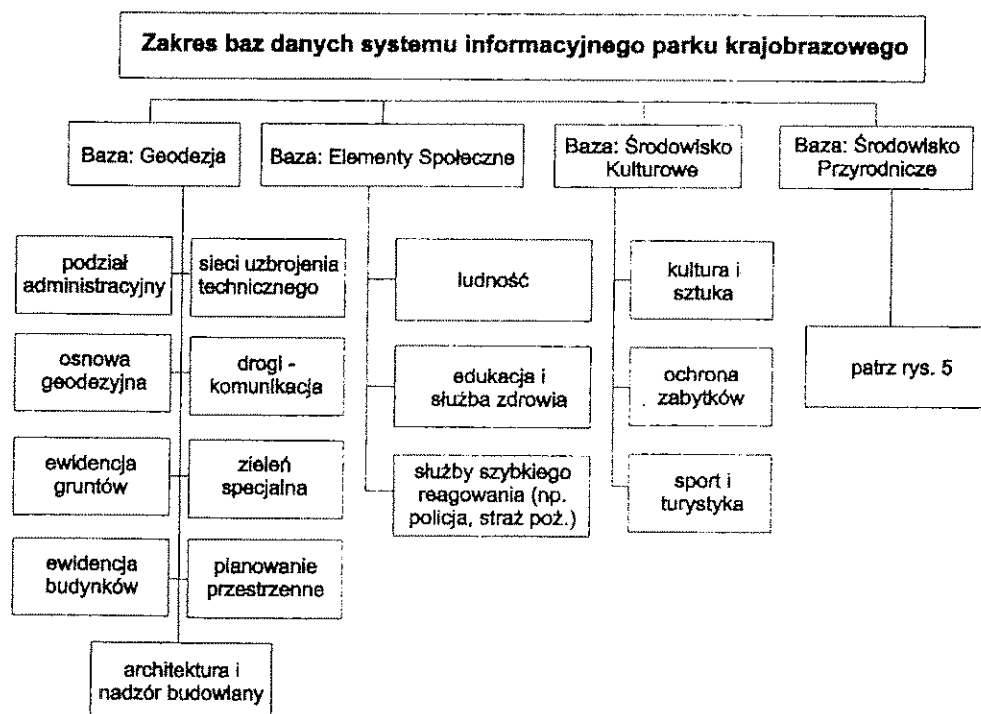 Zakres baz danych systemu informacyjnego parku krajobrazowego
Baza: Geodezja
Baza: Elementy Społeczne
Baza: Środowisko
Kulturowe
Baza: Środowisko
Przyrodnicze
podział
administracyjny
sieci uzbrojenia
technicznego
osnowa
geodezyjna
drogi -
komunikacja
ewidencja
gruntów
zieleń
specjalna
ewidencja
budynków
planowanie
przestrzenne
architektura i
nadzór budowlany
ludność
edukacja i
służba zdrowia
służby szybkiego
reagowania (np.
policja, straż poż.)
kultura i
sztuka
ochrona
zabytków
sport i
turystyka
patrz rys. 5